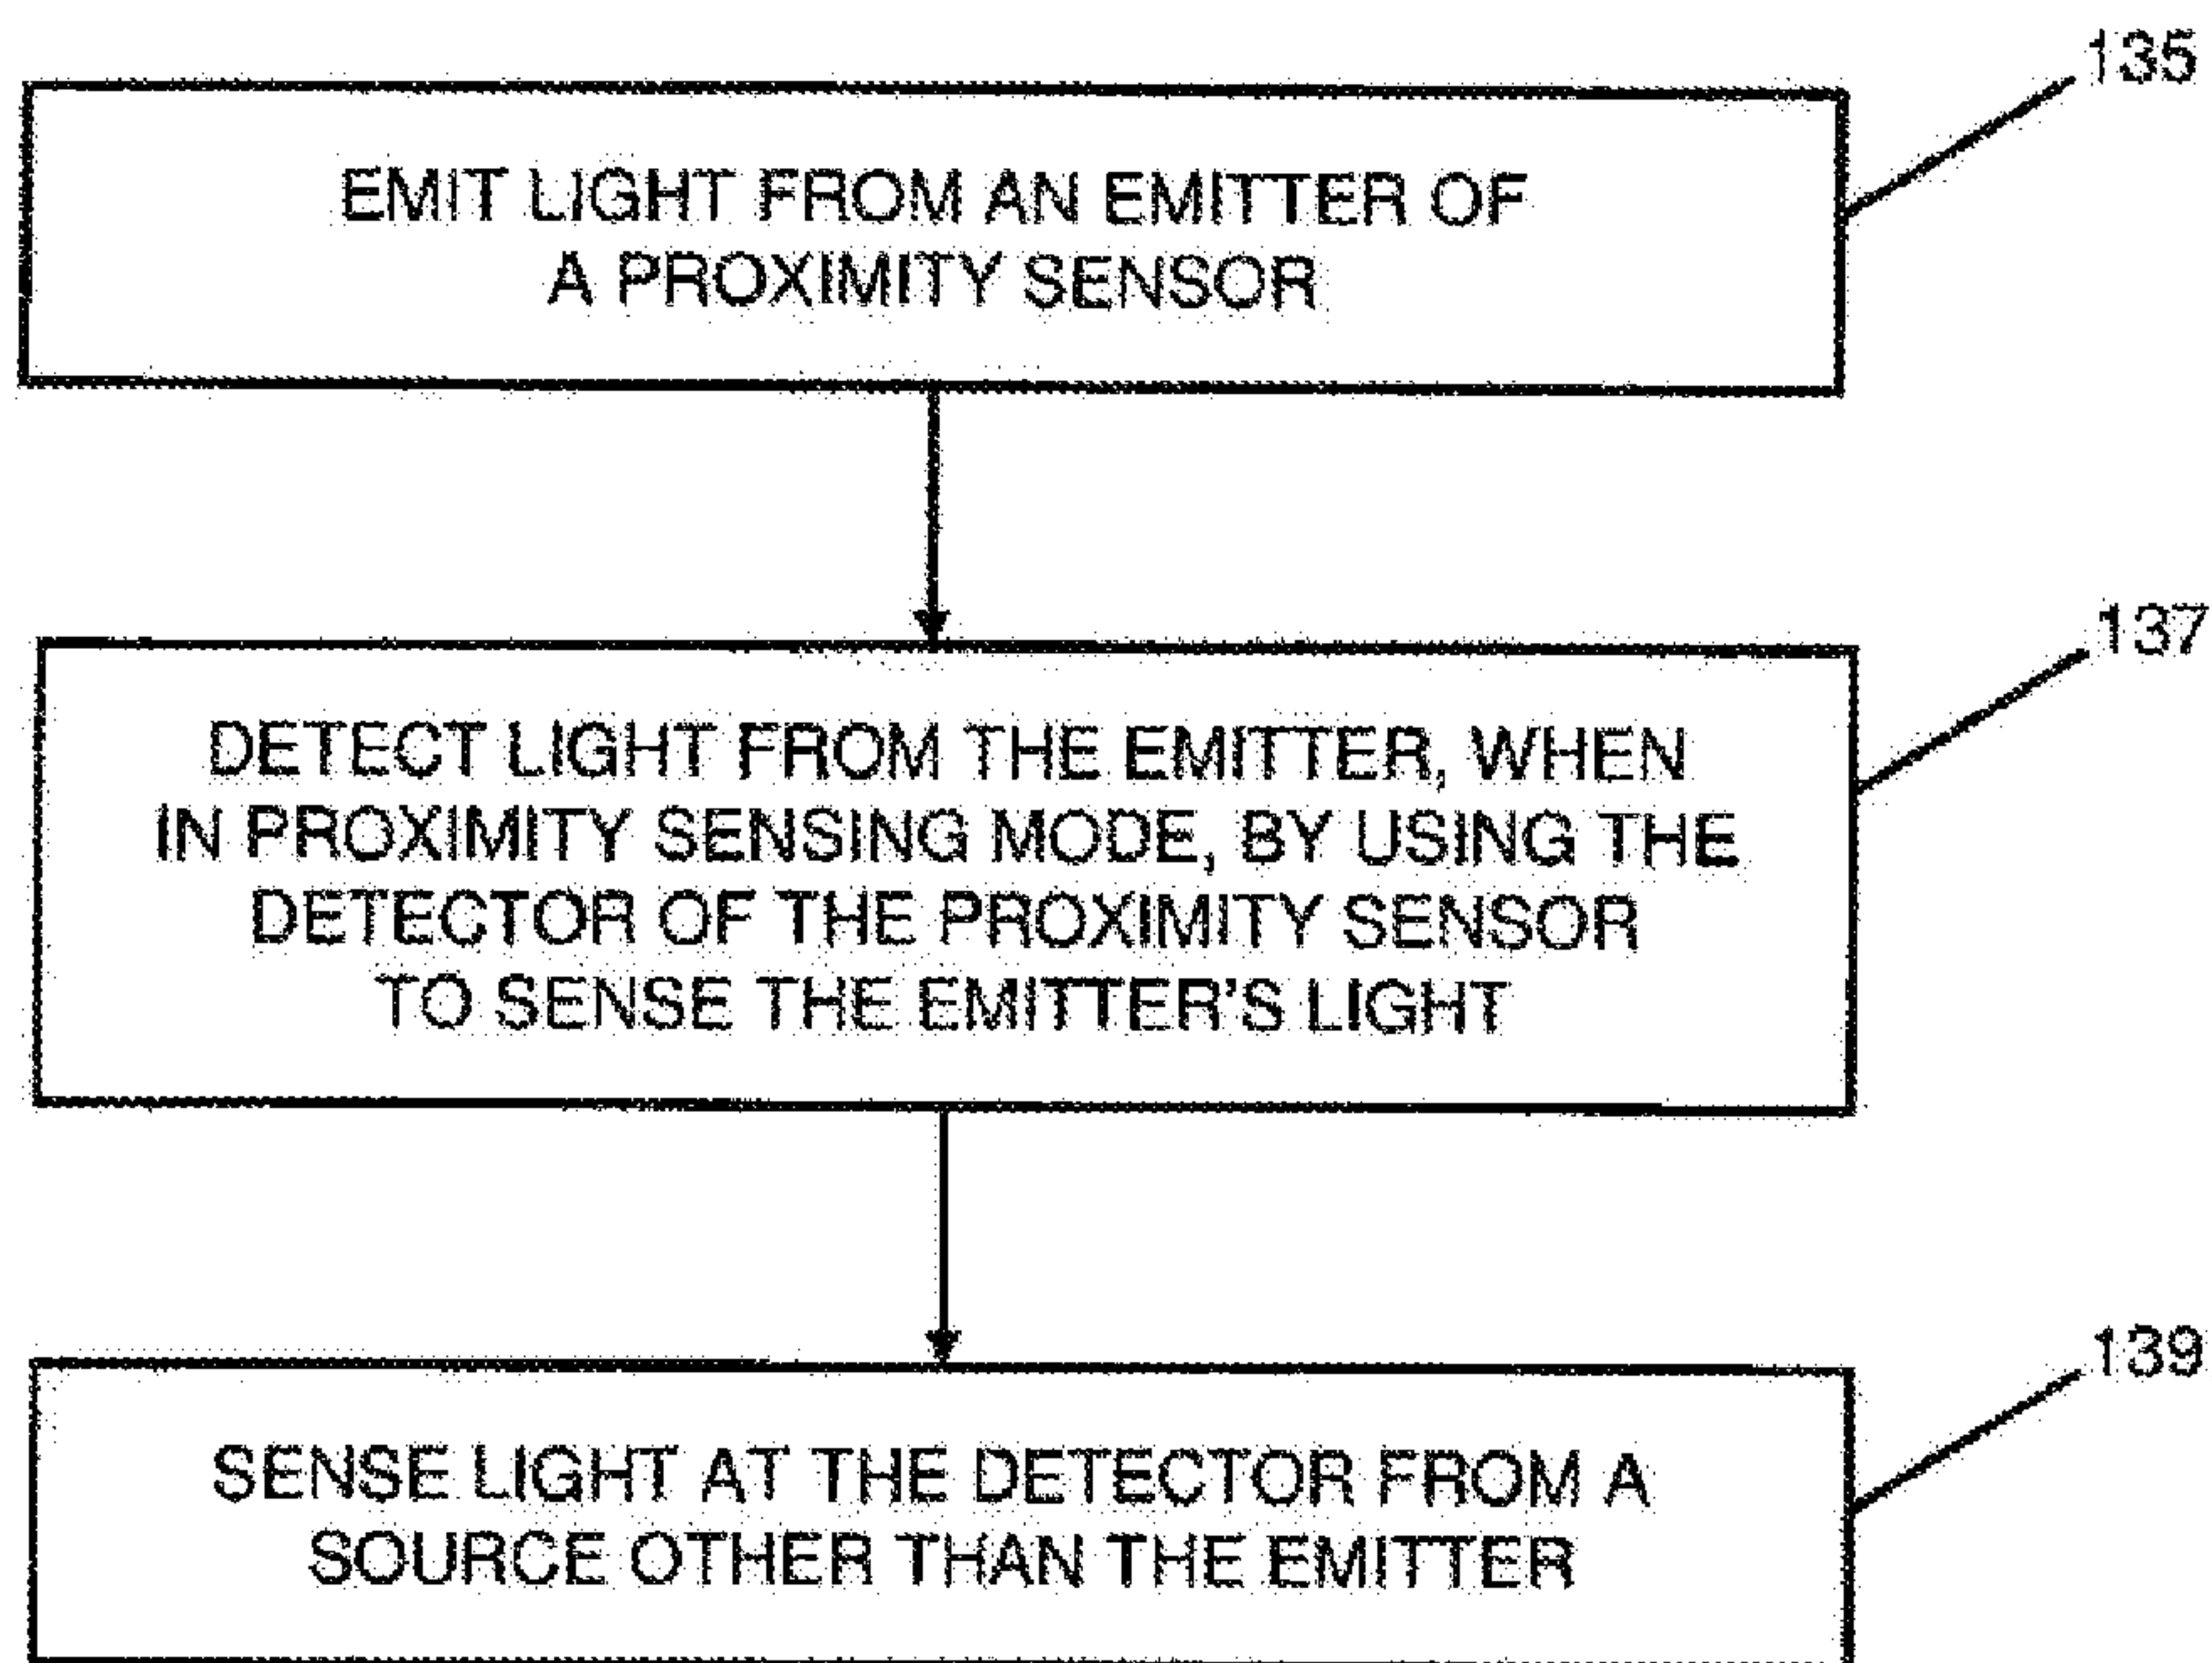 135
EMIT LIGHT FROM AN EMITTER OF
A PROXIMITY SENSOR
137
DETECT LIGHT FROM THE EMITTER, WHEN
IN PROXIMITY SENSING MODE, BY USING THE
DETECTOR OF THE PROXIMITY SENSOR
TO SENSE THE EMITTER'S LIGHT
139
SENSE LIGHT AT THE DETECTOR FROM A
SOURCE OTHER THAN THE EMITTER